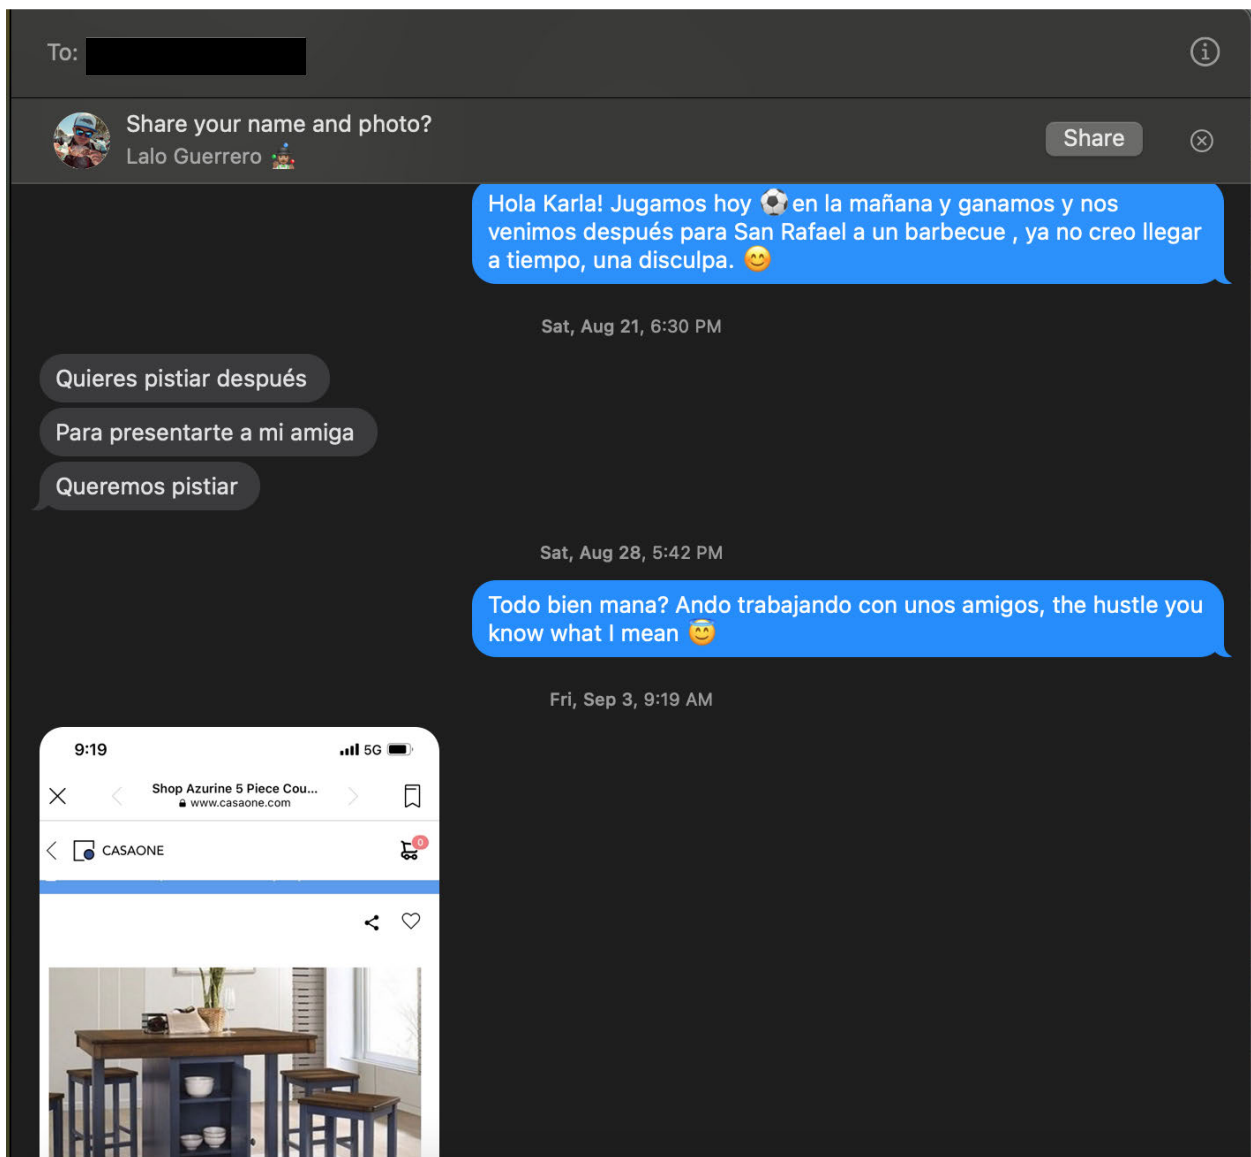 To:
Share your name and photo?
Lalo Guerrero
Share
Hola Karla! Jugamos hoy ⚽ en la mañana y ganamos y nos
venimos después para San Rafael a un barbecue , ya no creo llegar
a tiempo, una disculpa. 😊
Sat, Aug 21, 6:30 PM
Quieres pistiar después
Para presentarte a mi amiga
Queremos pistiar
Sat, Aug 28, 5:42 PM
Todo bien mana? Ando trabajando con unos amigos, the hustle you
know what I mean 😇
Fri, Sep 3, 9:19 AM
9:19
5G
Shop Azurine 5 Piece Cou...
www.casaone.com
CASAONE
0